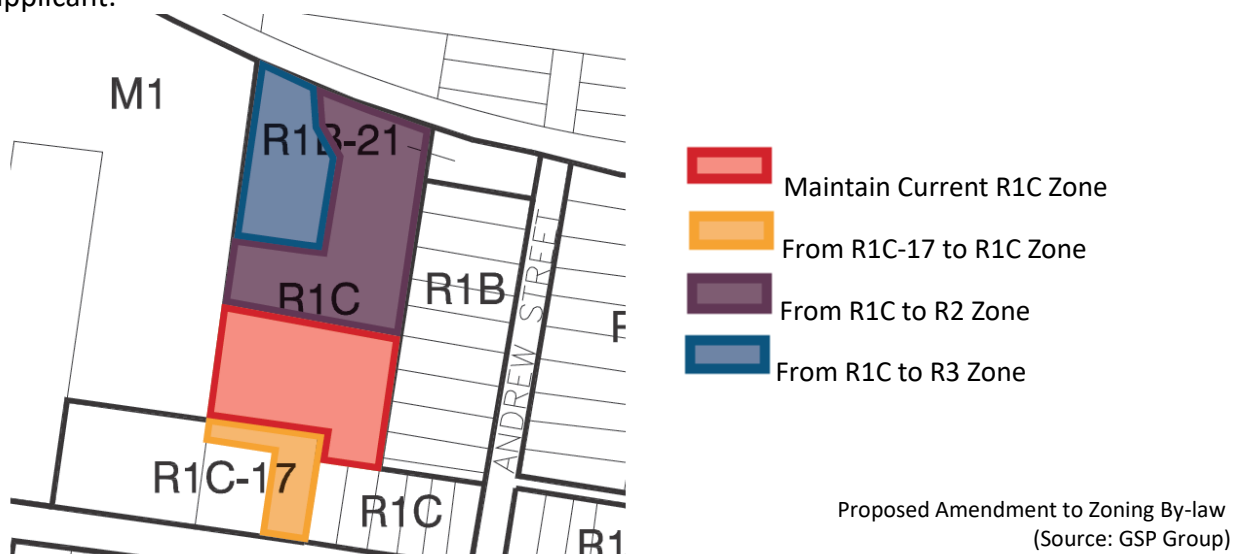 applicant.
M1
R1B-21
R1C
R1B
ANDREW STREET
R1C-17
R1C
R1
Maintain Current R1C Zone
From R1C-17 to R1C Zone
From R1C to R2 Zone
From R1C to R3 Zone
Proposed Amendment to Zoning By-law
(Source: GSP Group)